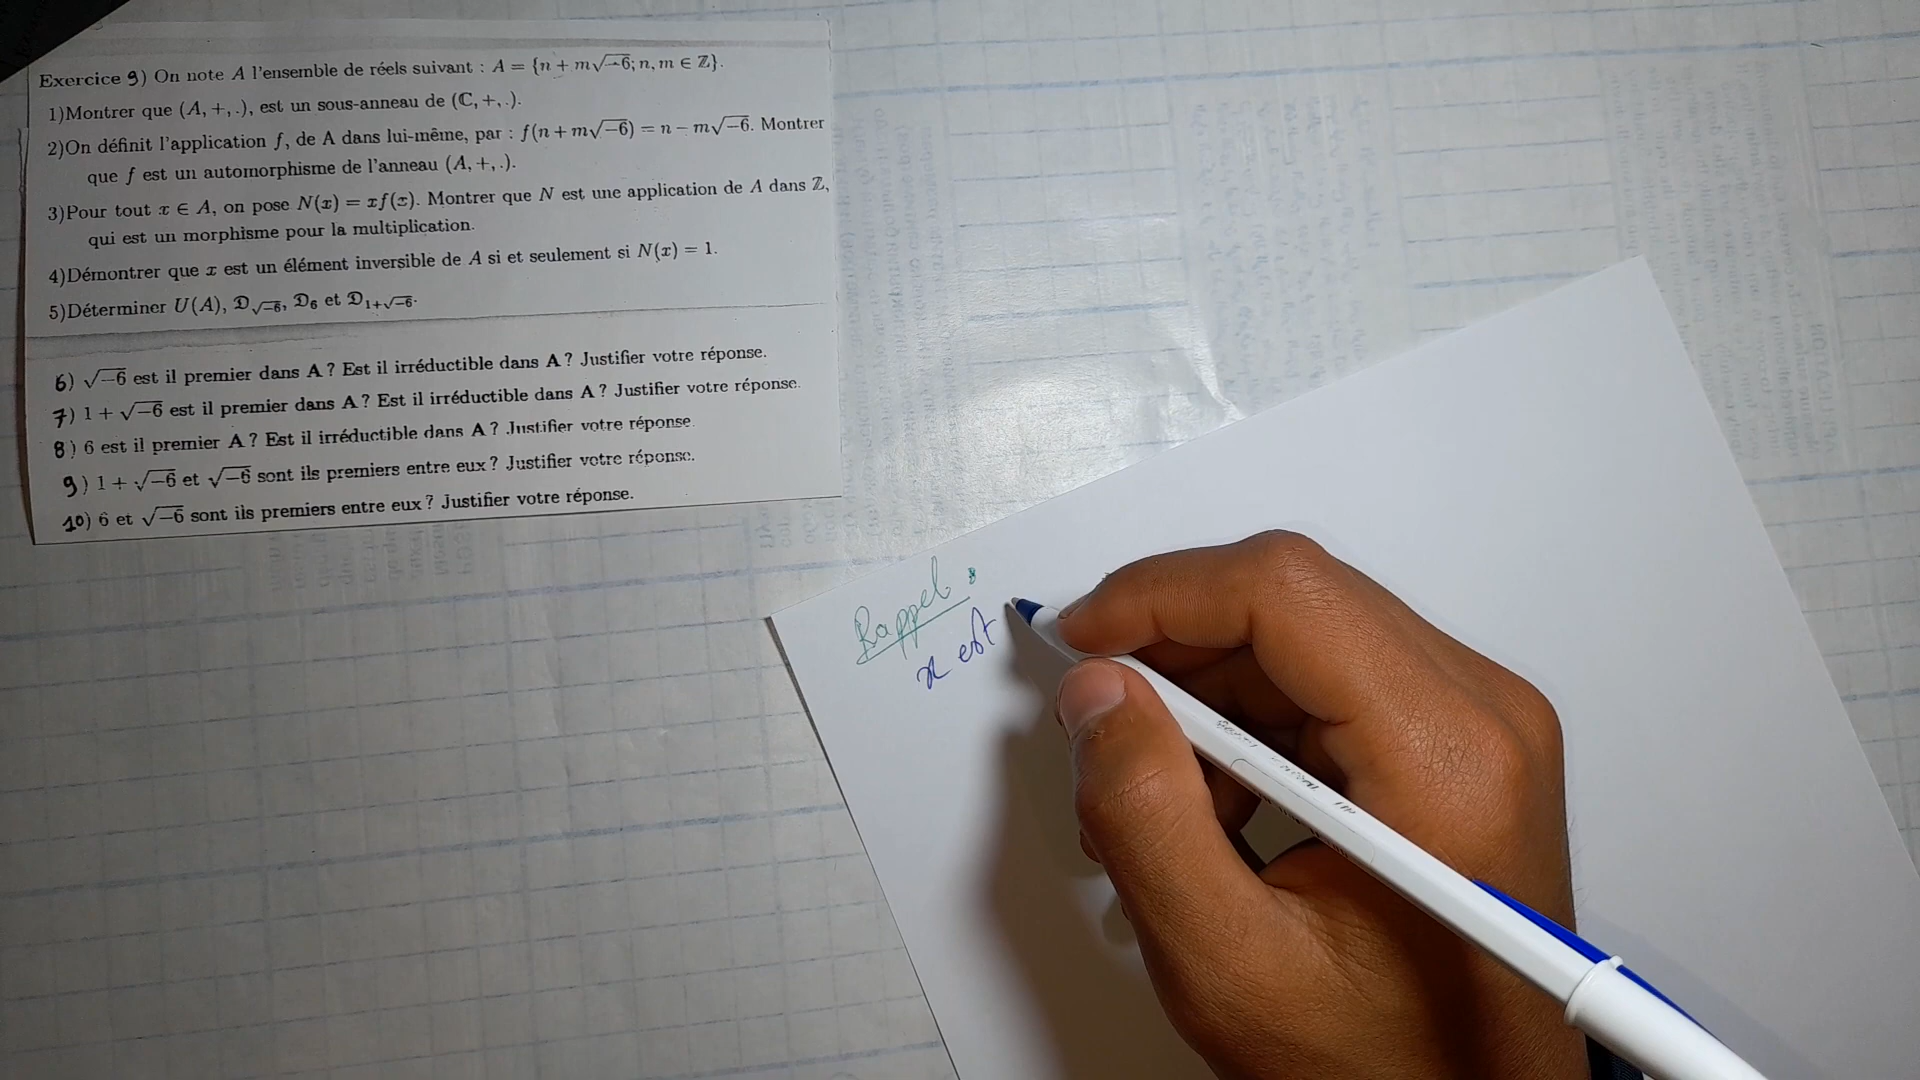 Exercice 9) On note A l'ensemble de réels suivant : A = {n + m√−6; n, m ∈ ℤ}.
1)Montrer que (A, +, .), est un sous-anneau de (ℂ, +, .).
2)On définit l'application f, de A dans lui-même, par : f(n + m√−6) = n − m√−6. Montrer
que f est un automorphisme de l'anneau (A, +, .).
3)Pour tout x ∈ A, on pose N(x) = xf(x). Montrer que N est une application de A dans ℤ,
qui est un morphisme pour la multiplication.
4)Démontrer que x est un élément inversible de A si et seulement si N(x) = 1.
5)Déterminer U(A), 𝔇√−6, 𝔇6 et 𝔇1+√−6.
6) √−6 est il premier dans A ? Est il irréductible dans A ? Justifier votre réponse.
7) 1 + √−6 est il premier dans A ? Est il irréductible dans A ? Justifier votre réponse.
8) 6 est il premier A ? Est il irréductible dans A ? Justifier votre réponse.
9) 1 + √−6 et √−6 sont ils premiers entre eux ? Justifier votre réponse.
10) 6 et √−6 sont ils premiers entre eux ? Justifier votre réponse.
Rappel :
x est